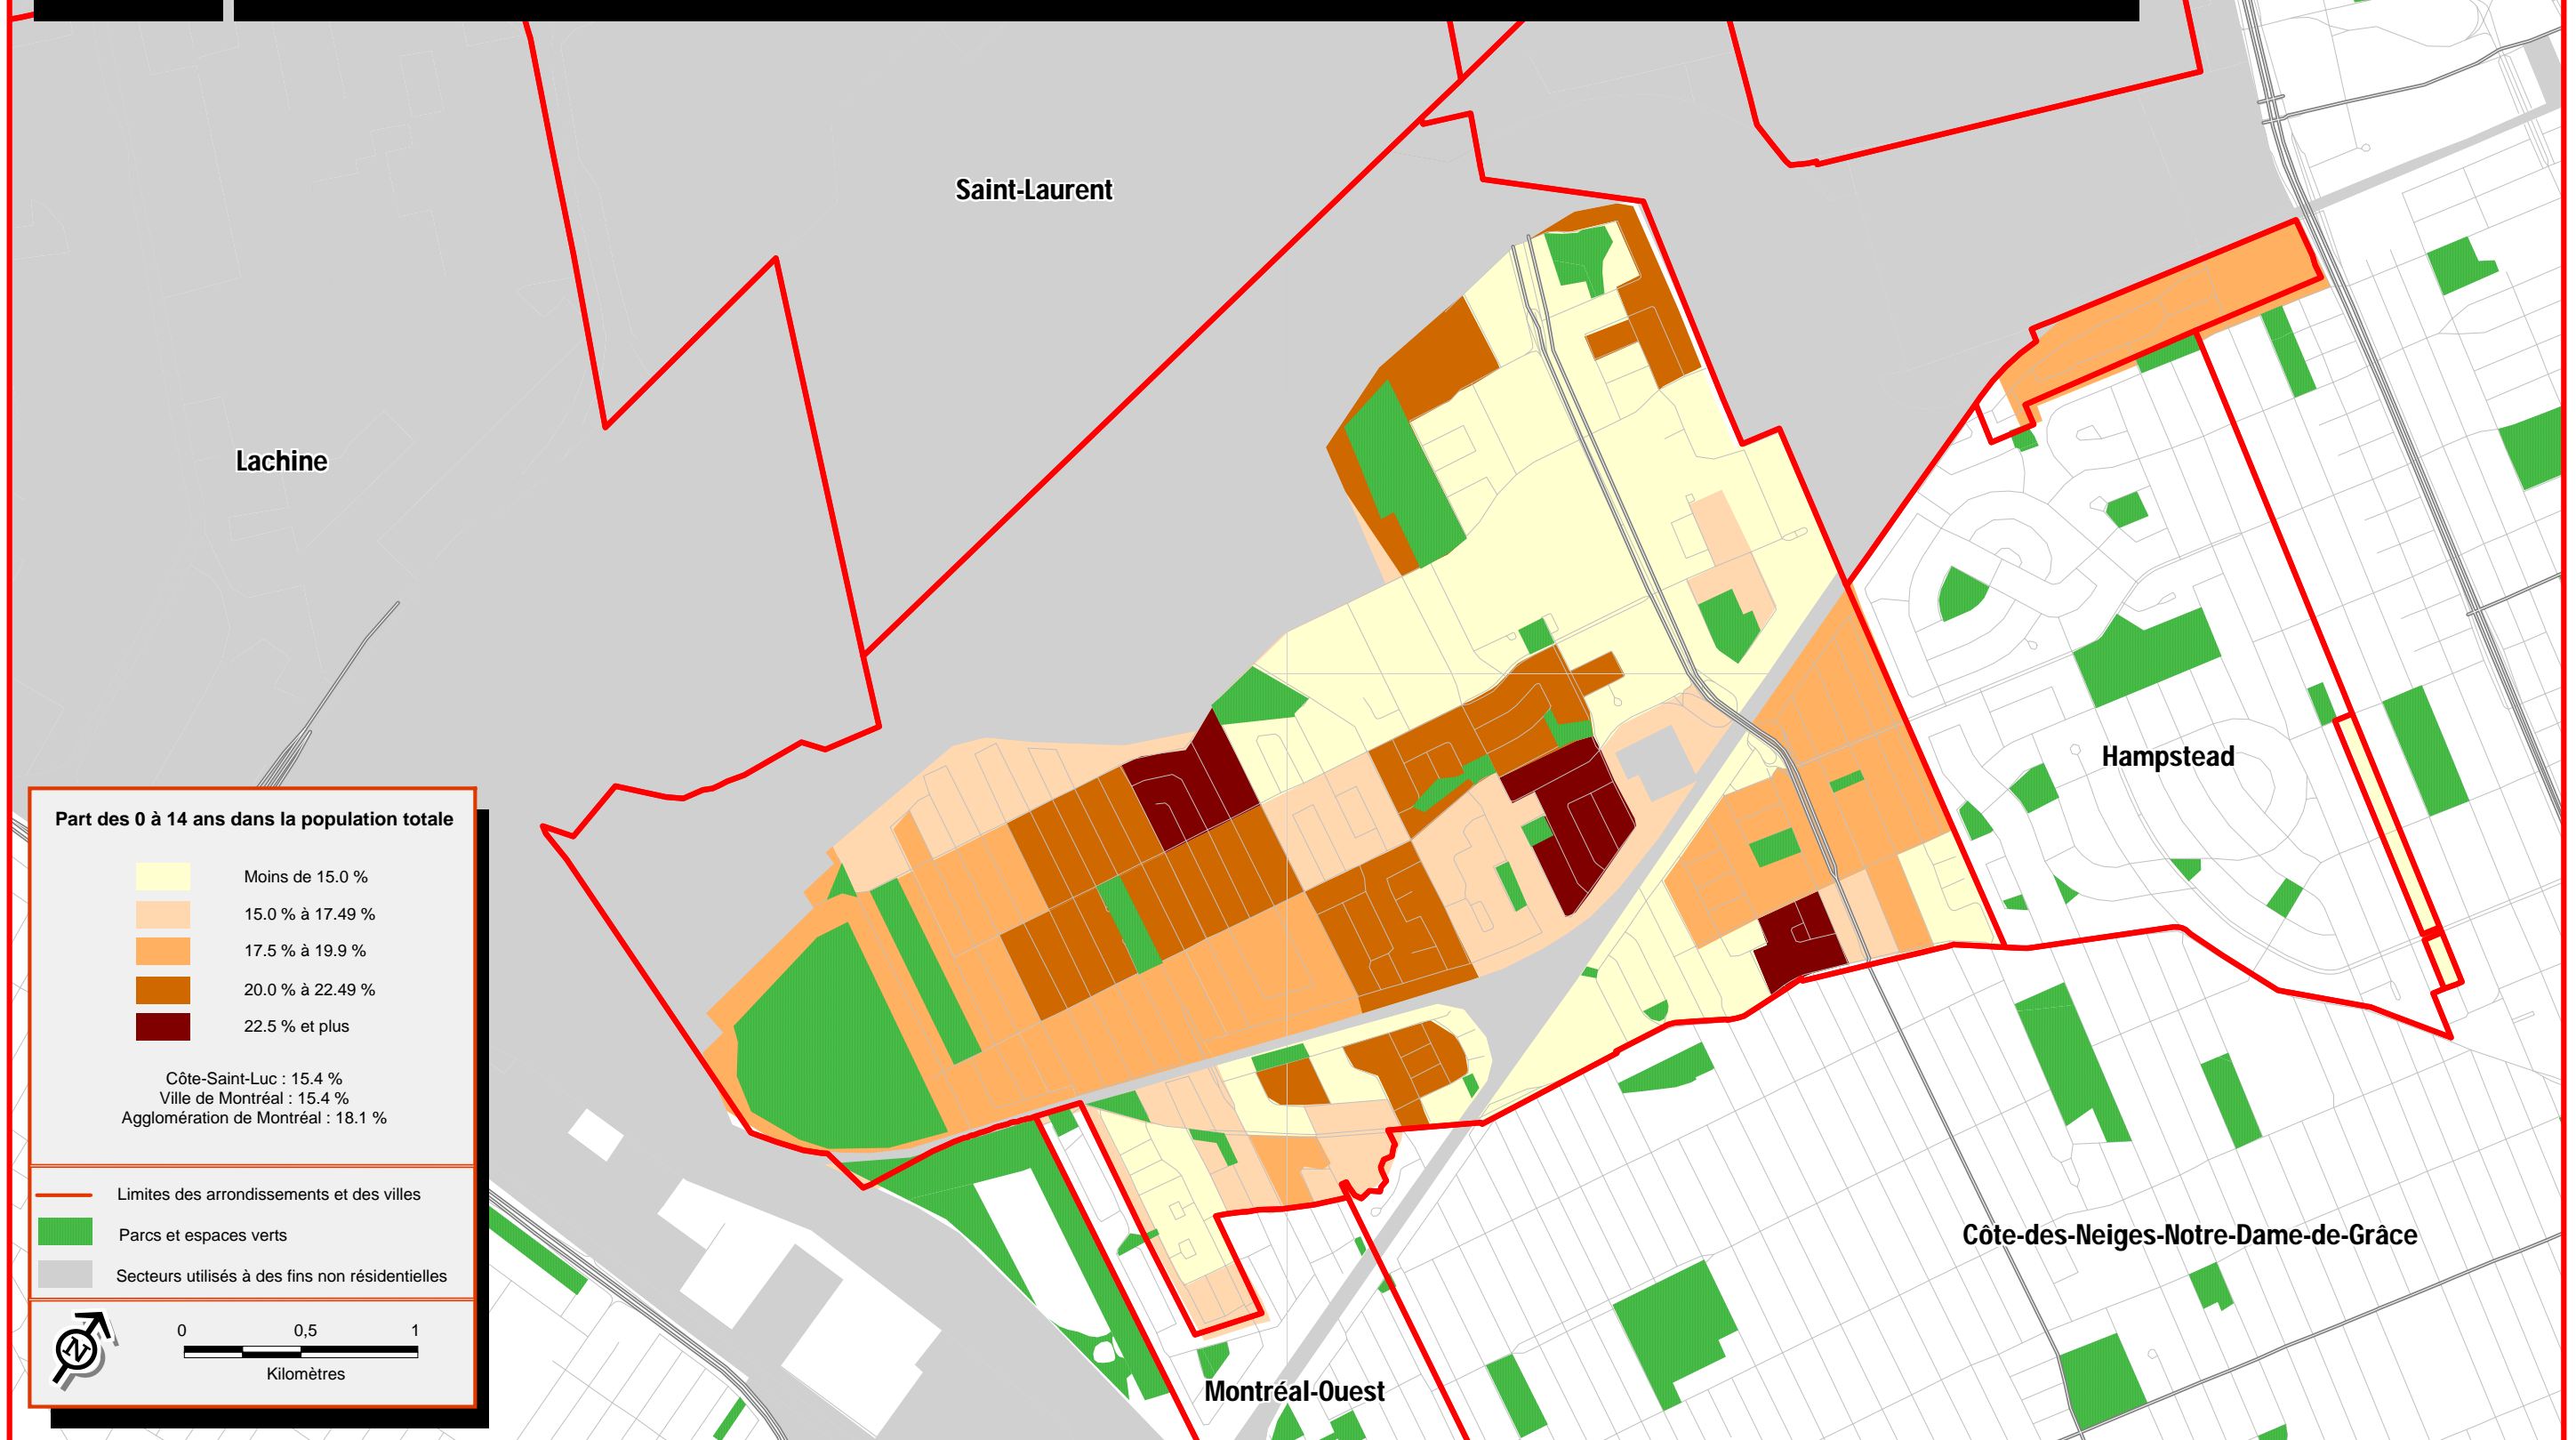 Saint-Laurent
Lachine
Hampstead
Côte-des-Neiges-Notre-Dame-de-Grâce
Montréal-Ouest
Part des 0 à 14 ans dans la population totale
Moins de 15.0 %
15.0 % à 17.49 %
17.5 % à 19.9 %
20.0 % à 22.49 %
22.5 % et plus
Côte-Saint-Luc : 15.4 %
Ville de Montréal : 15.4 %
Agglomération de Montréal : 18.1 %
Limites des arrondissements et des villes
Parcs et espaces verts
Secteurs utilisés à des fins non résidentielles
N
0 0,5 1
Kilomètres